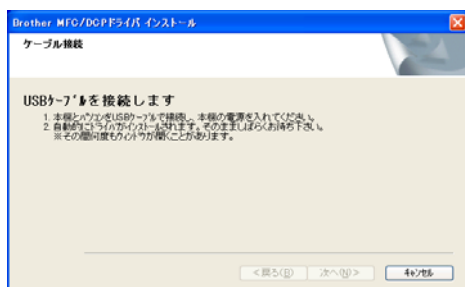 Brother MFC/DCPドライバ インストール
ケーブル接続
USBｹｰﾌﾞﾙを接続します
1. 本機とパソコンをUSBｹｰﾌﾞﾙで接続し、本機の電源を入れてください。
2. 自動的にドライバがインストールされます。そのまましばらくお待ち下さい。
※その間何度もウィンドウが開くことがあります。
<戻る(B)
次へ(N)>
ｷｬﾝｾﾙ